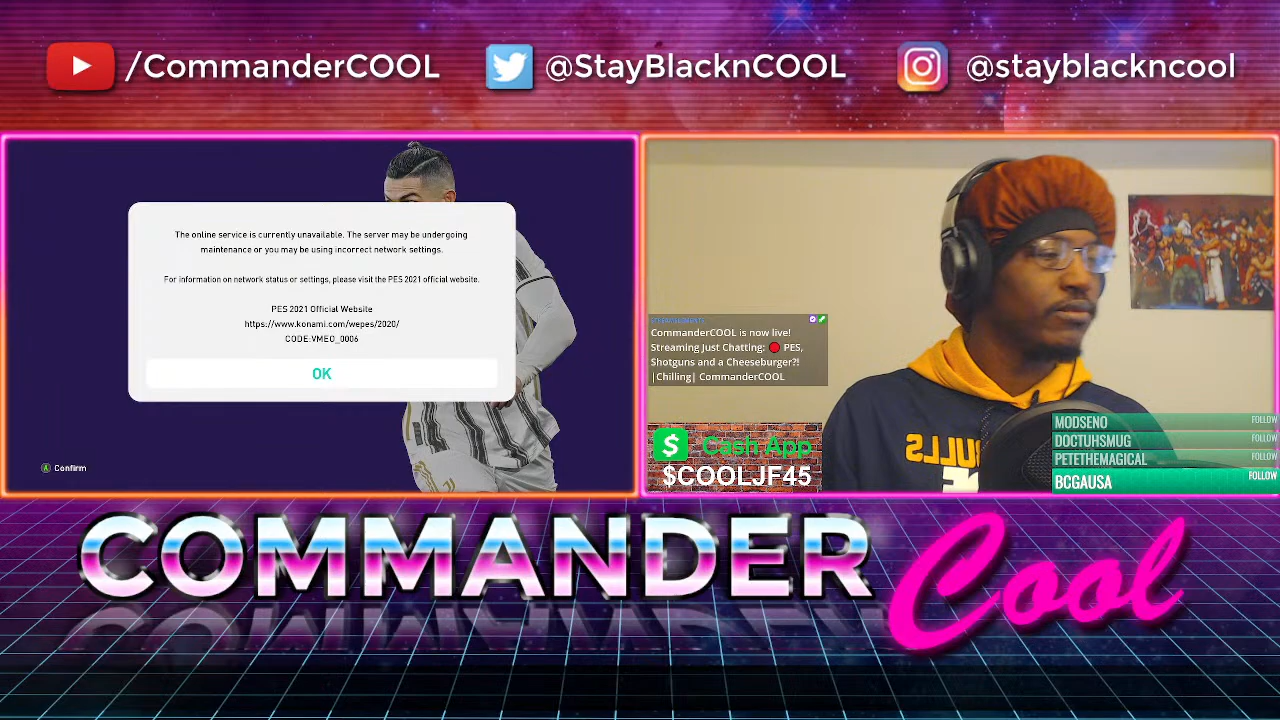 /CommanderCOOL
@StayBlacknCOOL
@stayblackncool
The online service is currently unavailable. The server may be undergoing
maintenance or you may be using incorrect network settings.
For information on network status or settings, please visit the PES 2021 official website.
PES 2021 Official Website
https://www.konami.com/wepes/2020/
CODE:VMEO_0006
OK
Confirm
CommanderCOOL is now live!
Streaming Just Chatting: 🔴 PES,
Shotguns and a Cheeseburger?!
|Chilling| CommanderCOOL
Cash App
$COOLJF45
BULLS
MODSENO FOLLOW
DOCTUHSMUG FOLLOW
PETETHEMAGICAL FOLLOW
BCGAUSA FOLLOW
COMMANDER
Cool